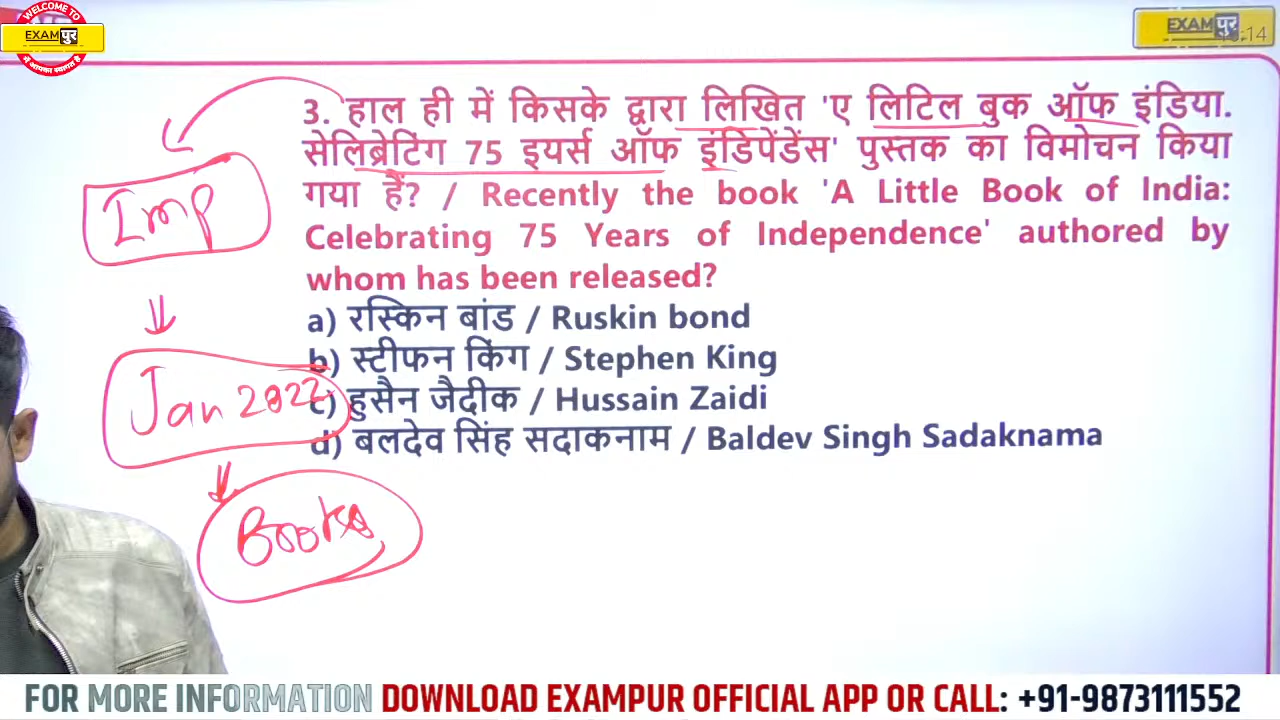 WELCOME TO
EXAMपुर
में आपका स्वागत है
EXAMपुर
:14
3. हाल ही में किसके द्वारा लिखित 'ए लिटिल बुक ऑफ इंडिया.
सेलिब्रेटिंग 75 इयर्स ऑफ इंडिपेंडेंस' पुस्तक का विमोचन किया
गया हैं? / Recently the book 'A Little Book of India:
Celebrating 75 Years of Independence' authored by
whom has been released?
a) रस्किन बांड / Ruskin bond
b) स्टीफन किंग / Stephen King
c) हुसैन जैदीक / Hussain Zaidi
d) बलदेव सिंह सदाकनाम / Baldev Singh Sadaknama
Imp
Jan 2022
Books
FOR MORE INFORMATION DOWNLOAD EXAMPUR OFFICIAL APP OR CALL: +91-9873111552